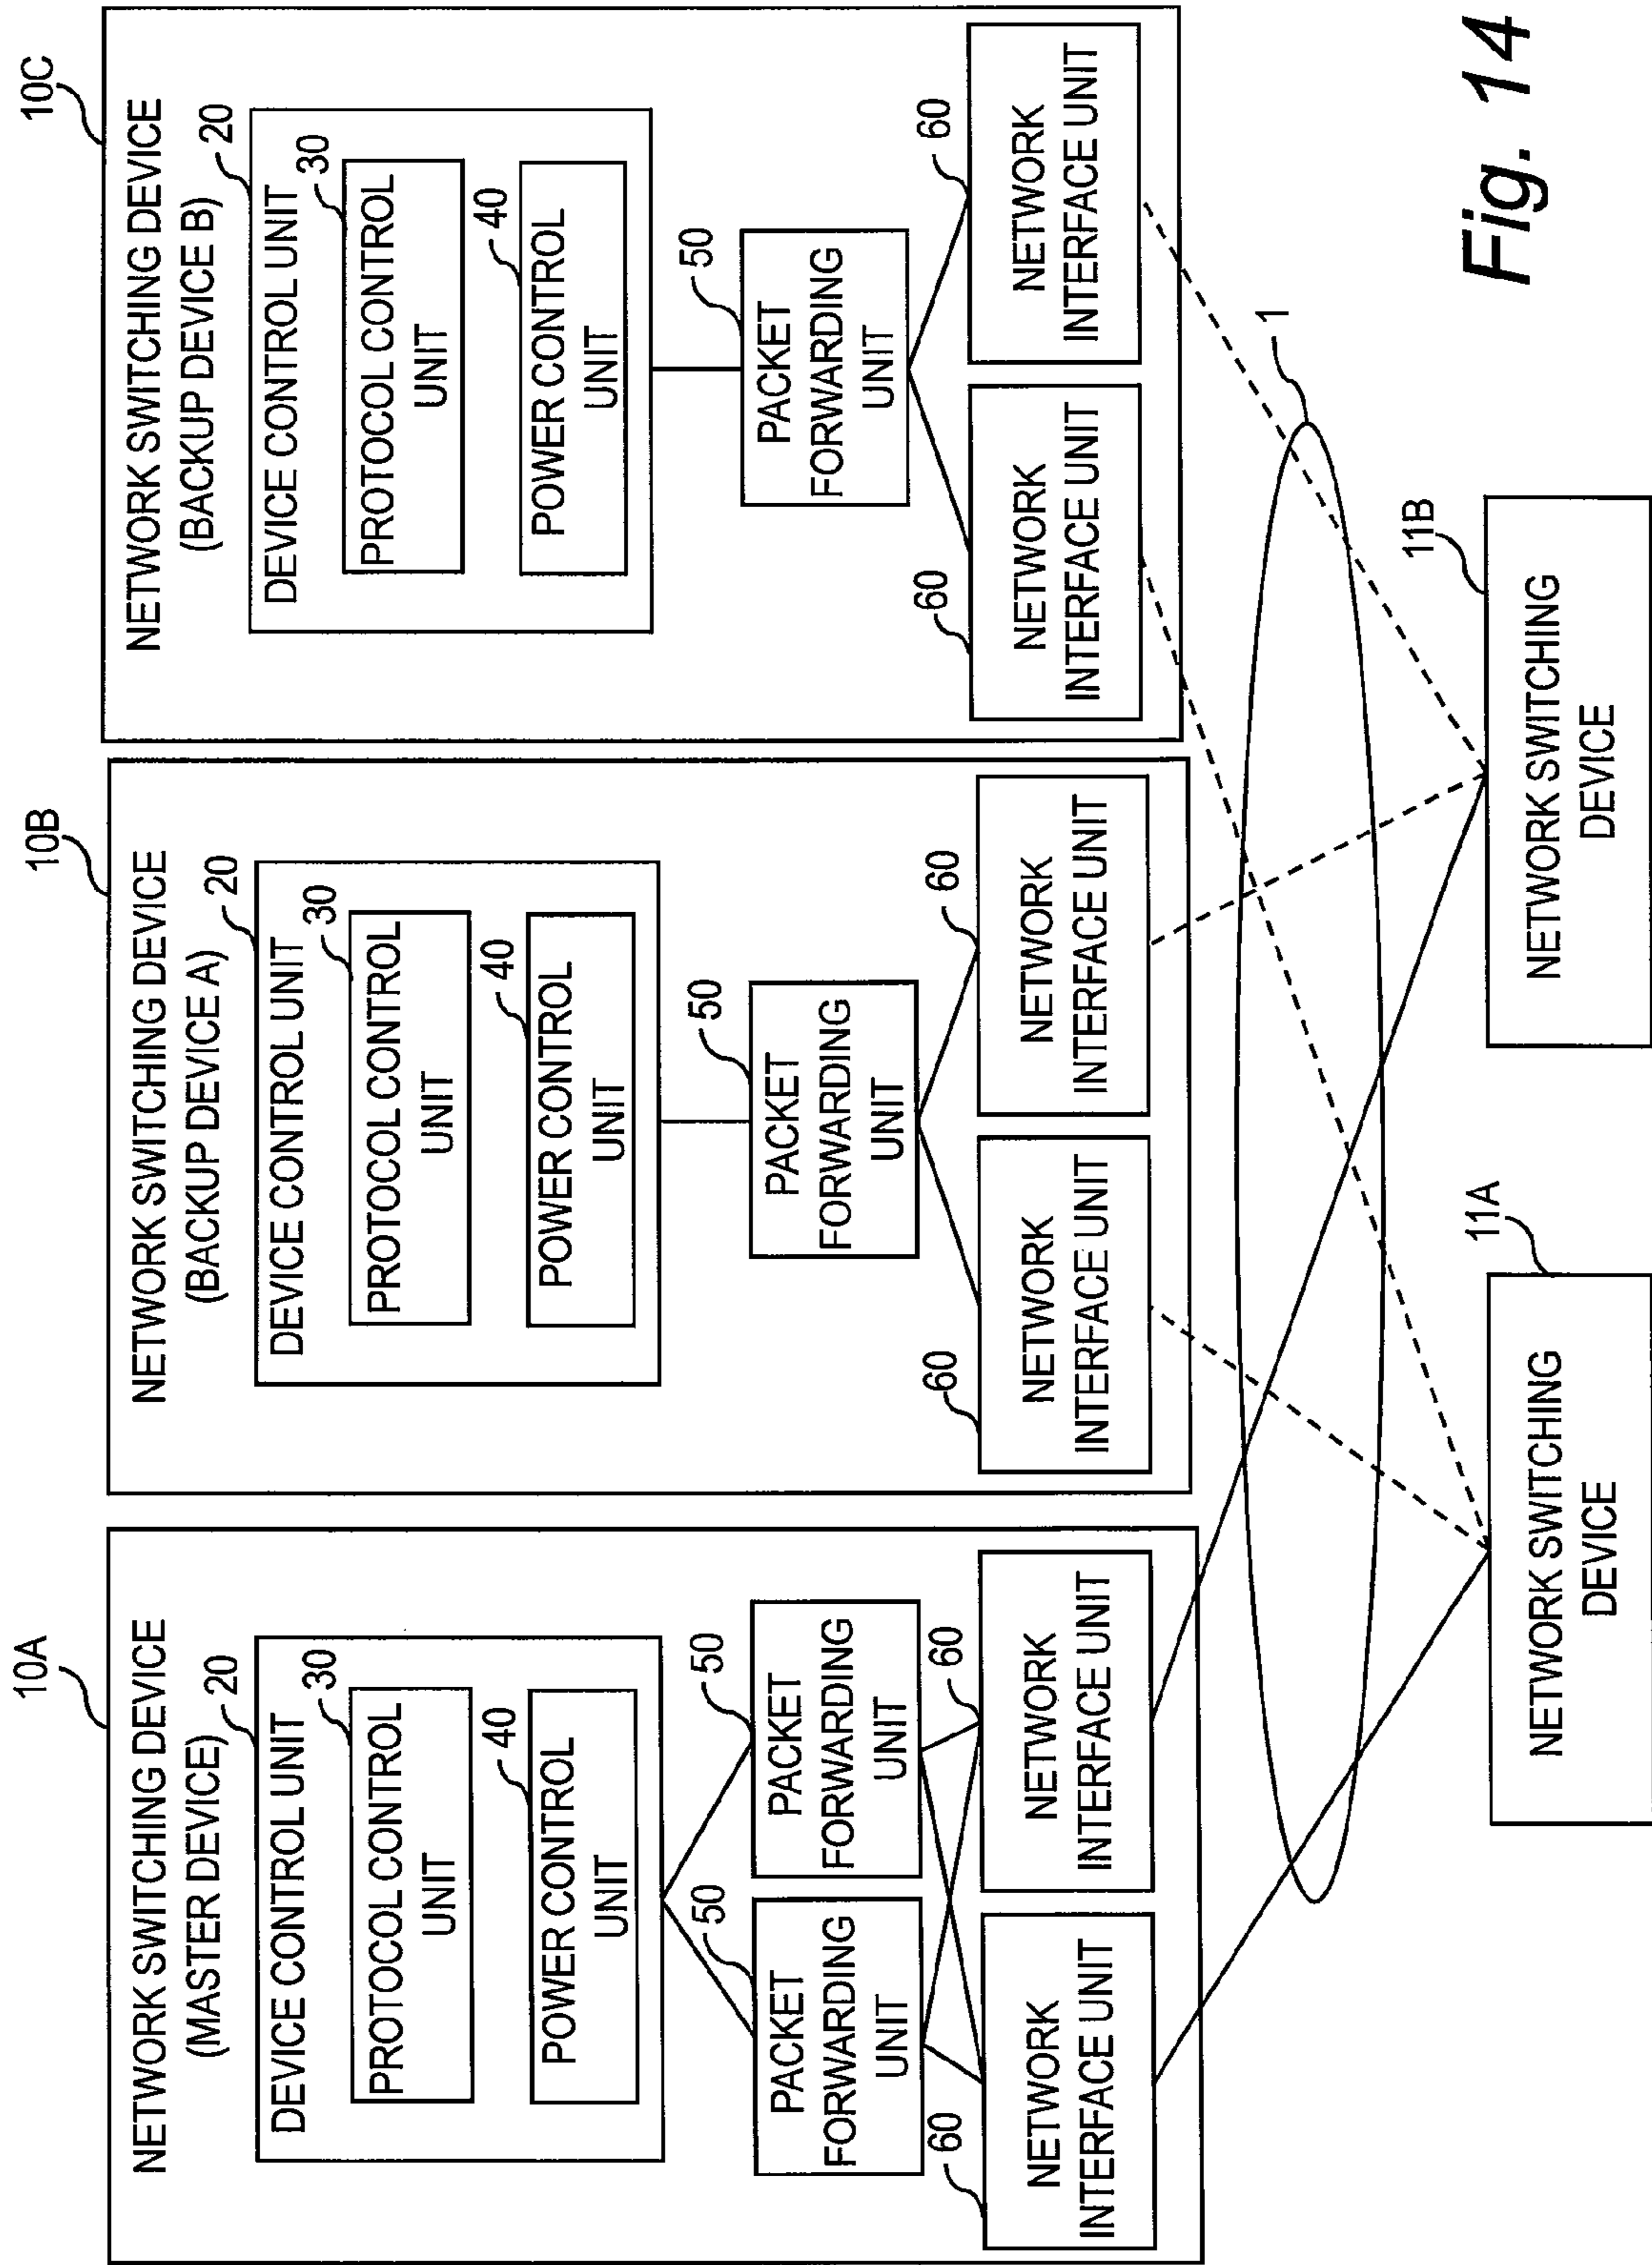 10A
NETWORK SWITCHING DEVICE
(MASTER DEVICE)
20
DEVICE CONTROL UNIT
30
PROTOCOL CONTROL
UNIT
40
POWER CONTROL
UNIT
50
PACKET
FORWARDING
UNIT
50
PACKET
FORWARDING
UNIT
60
NETWORK
INTERFACE UNIT
60
NETWORK
INTERFACE UNIT
10B
NETWORK SWITCHING DEVICE
(BACKUP DEVICE A)
20
DEVICE CONTROL UNIT
30
PROTOCOL CONTROL
UNIT
40
POWER CONTROL
UNIT
50
PACKET
FORWARDING
UNIT
60
NETWORK
INTERFACE UNIT
60
NETWORK
INTERFACE UNIT
10C
NETWORK SWITCHING DEVICE
(BACKUP DEVICE B)
20
DEVICE CONTROL UNIT
30
PROTOCOL CONTROL
UNIT
40
POWER CONTROL
UNIT
50
PACKET
FORWARDING
UNIT
60
NETWORK
INTERFACE UNIT
60
NETWORK
INTERFACE UNIT
1
11A
NETWORK SWITCHING
DEVICE
11B
NETWORK SWITCHING
DEVICE
Fig. 14